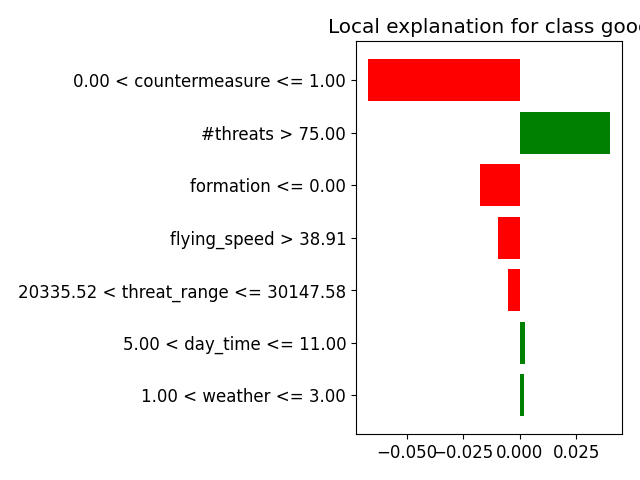 Local explanation for class goo
0.00 < countermeasure <= 1.00
#threats > 75.00
formation <= 0.00
flying_speed > 38.91
20335.52 < threat_range <= 30147.58
5.00 < day_time <= 11.00
1.00 < weather <= 3.00
−0.050 −0.025 0.000 0.025